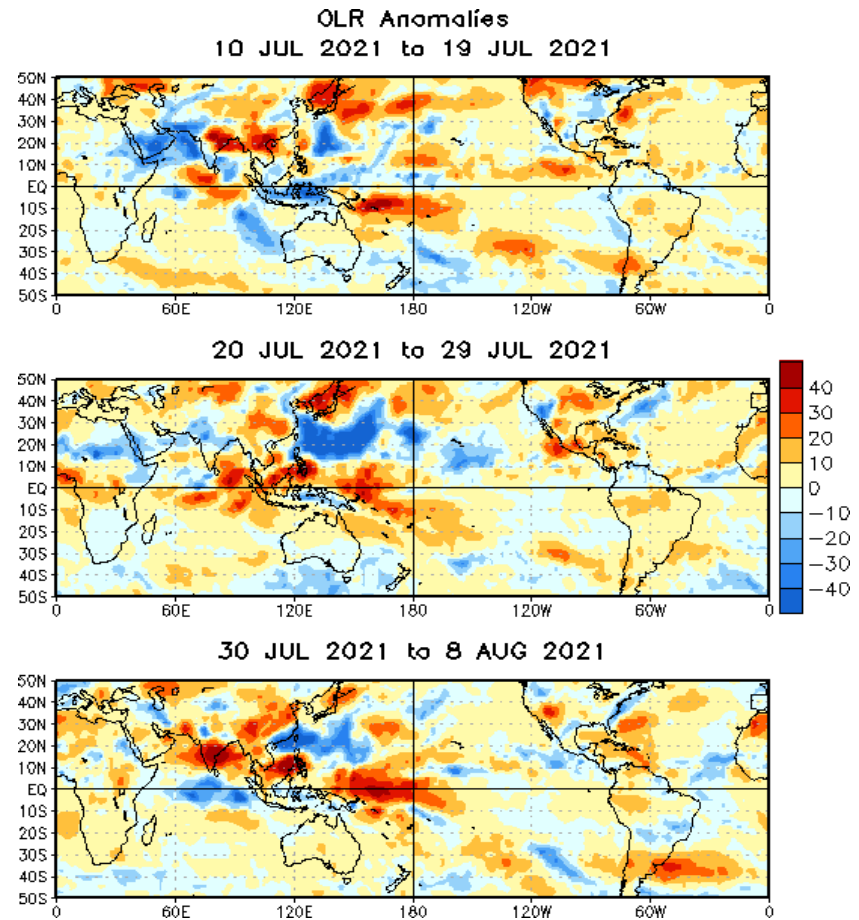 OLR Anomalies
10 JUL 2021 to 19 JUL 2021
50N
40N
30N
20N
10N
EQ
10S
20S
30S
40S
50S
0 60E 120E 180 120W 60W 0
20 JUL 2021 to 29 JUL 2021
50N
40N
30N
20N
10N
EQ
10S
20S
30S
40S
50S
0 60E 120E 180 120W 60W 0
40
30
20
10
0
-10
-20
-30
-40
30 JUL 2021 to 8 AUG 2021
50N
40N
30N
20N
10N
EQ
10S
20S
30S
40S
50S
0 60E 120E 180 120W 60W 0